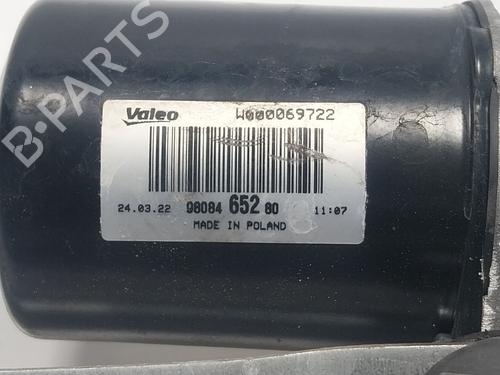 B-PARTS
Valeo W000069722
24.03.22 98084 652 80 11:07
MADE IN POLAND